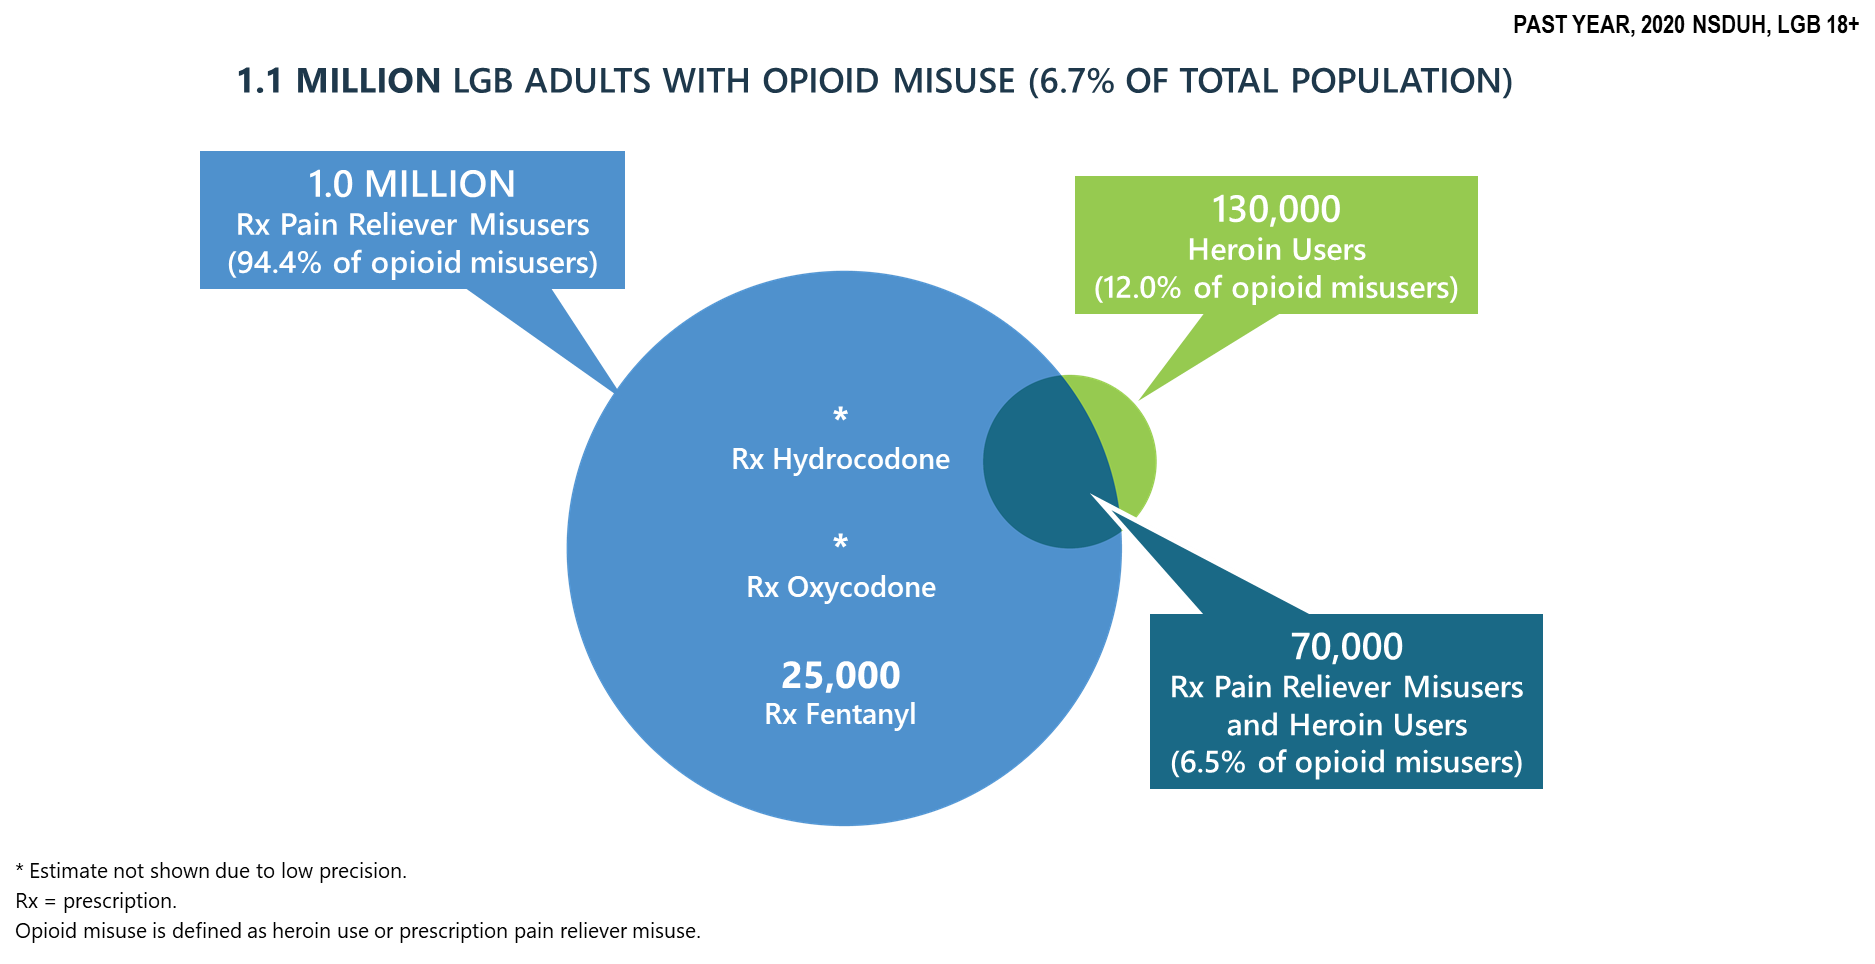 PAST YEAR, 2020 NSDUH, LGB 18+
1.1 MILLION LGB ADULTS WITH OPIOID MISUSE (6.7% OF TOTAL POPULATION)
1.0 MILLION
Rx Pain Reliever Misusers
(94.4% of opioid misusers)
130,000
Heroin Users
(12.0% of opioid misusers)
*
Rx Hydrocodone
*
Rx Oxycodone
25,000
Rx Fentanyl
70,000
Rx Pain Reliever Misusers
and Heroin Users
(6.5% of opioid misusers)
* Estimate not shown due to low precision.
Rx = prescription.
Opioid misuse is defined as heroin use or prescription pain reliever misuse.